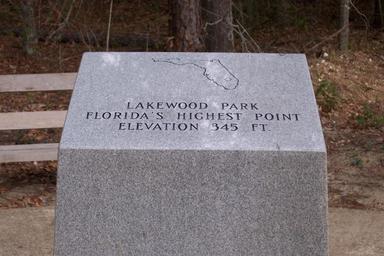 LAKEWOOD PARK
FLORIDA'S HIGHEST POINT
ELEVATION 345 FT.